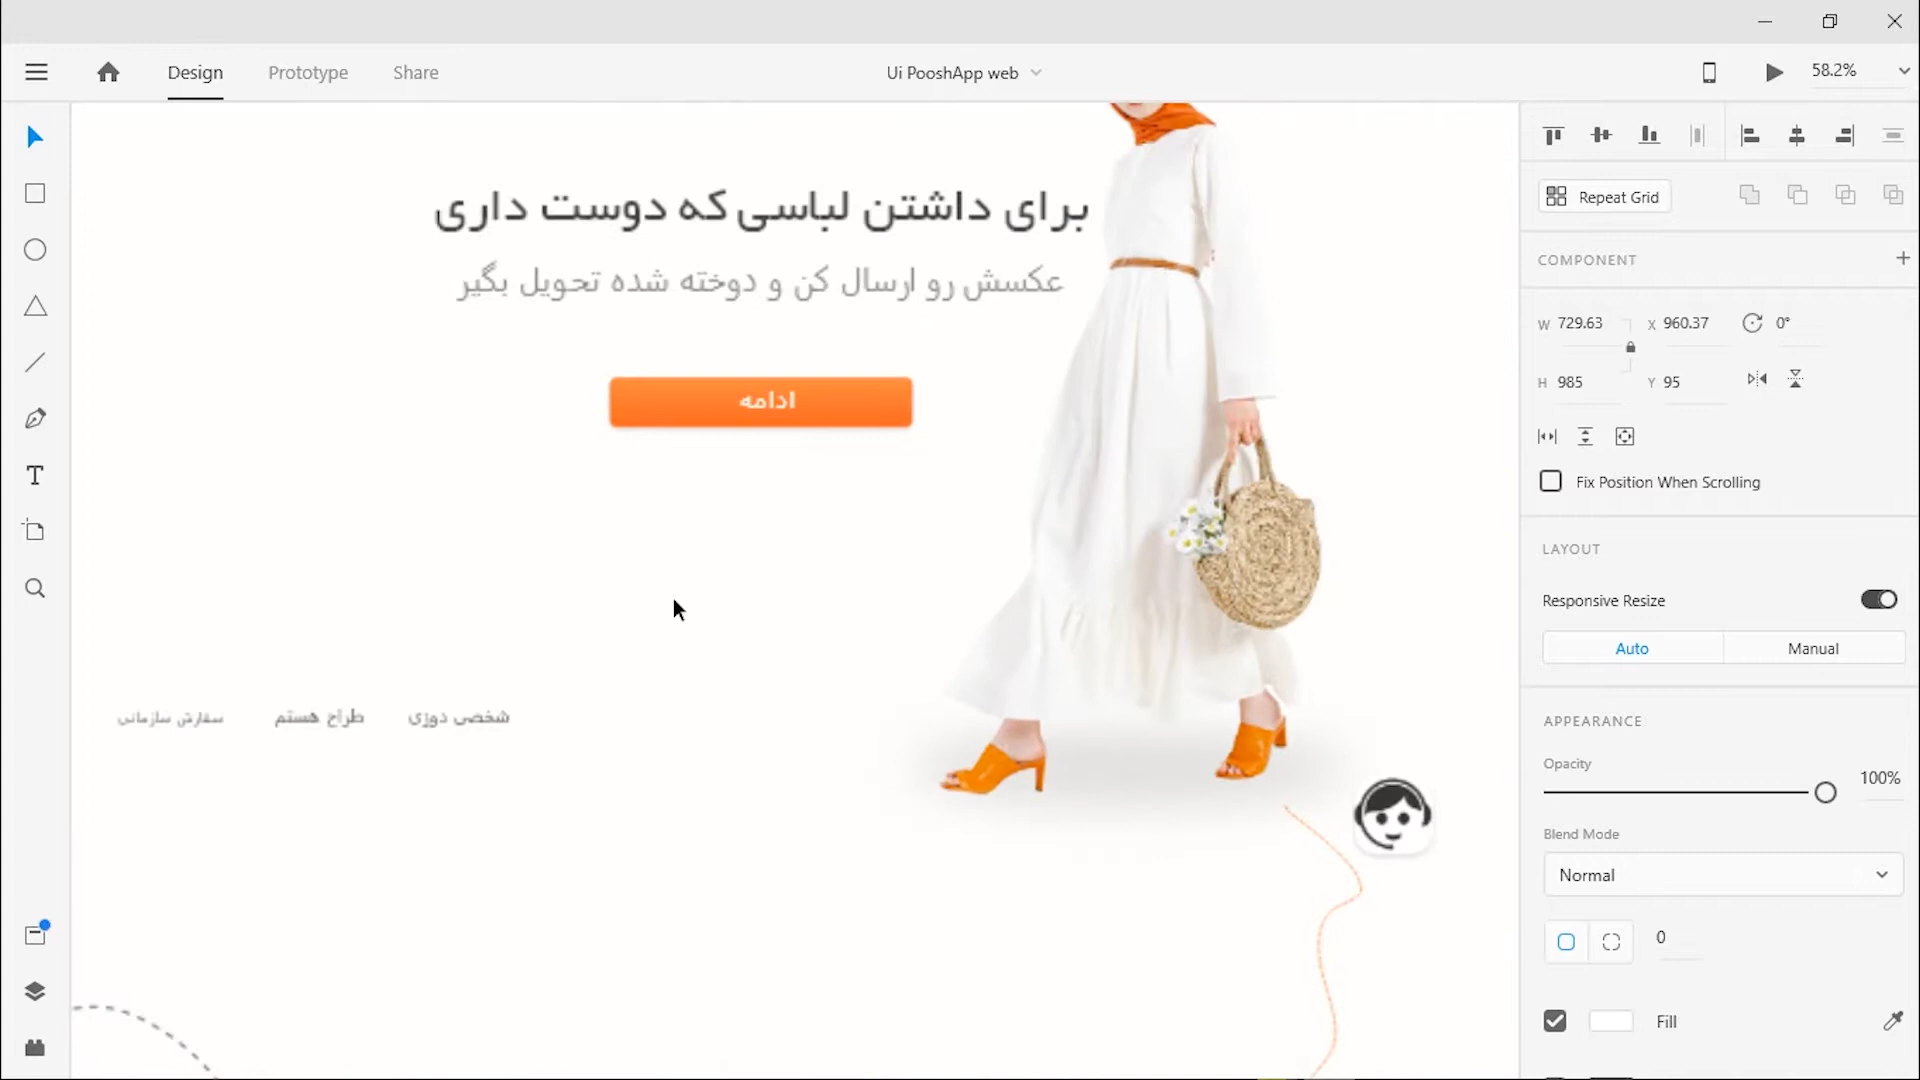 Design
Prototype
Share
Ui PooshApp web
58.2%
برای داشتن لباسی که دوست داری
عکسش رو ارسال کن و دوخته شده تحویل بگیر
ادامه
شخصی دوزی
طراح هستم
سفارش سازمانی
T
Repeat Grid
COMPONENT
W 729.63
X 960.37
0°
H 985
Y 95
Fix Position When Scrolling
LAYOUT
Responsive Resize
Auto
Manual
APPEARANCE
Opacity
100%
Blend Mode
Normal
0
Fill